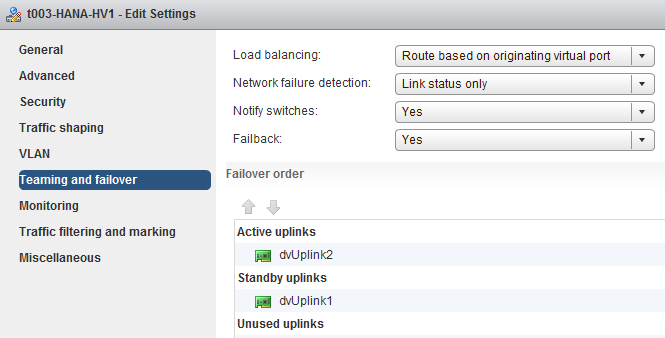 t003-HANA-HV1 - Edit Settings
General
Advanced
Security
Traffic shaping
VLAN
Teaming and failover
Monitoring
Traffic filtering and marking
Miscellaneous
Load balancing: Route based on originating virtual port
Network failure detection: Link status only
Notify switches: Yes
Failback: Yes
Failover order
Active uplinks
dvUplink2
Standby uplinks
dvUplink1
Unused uplinks